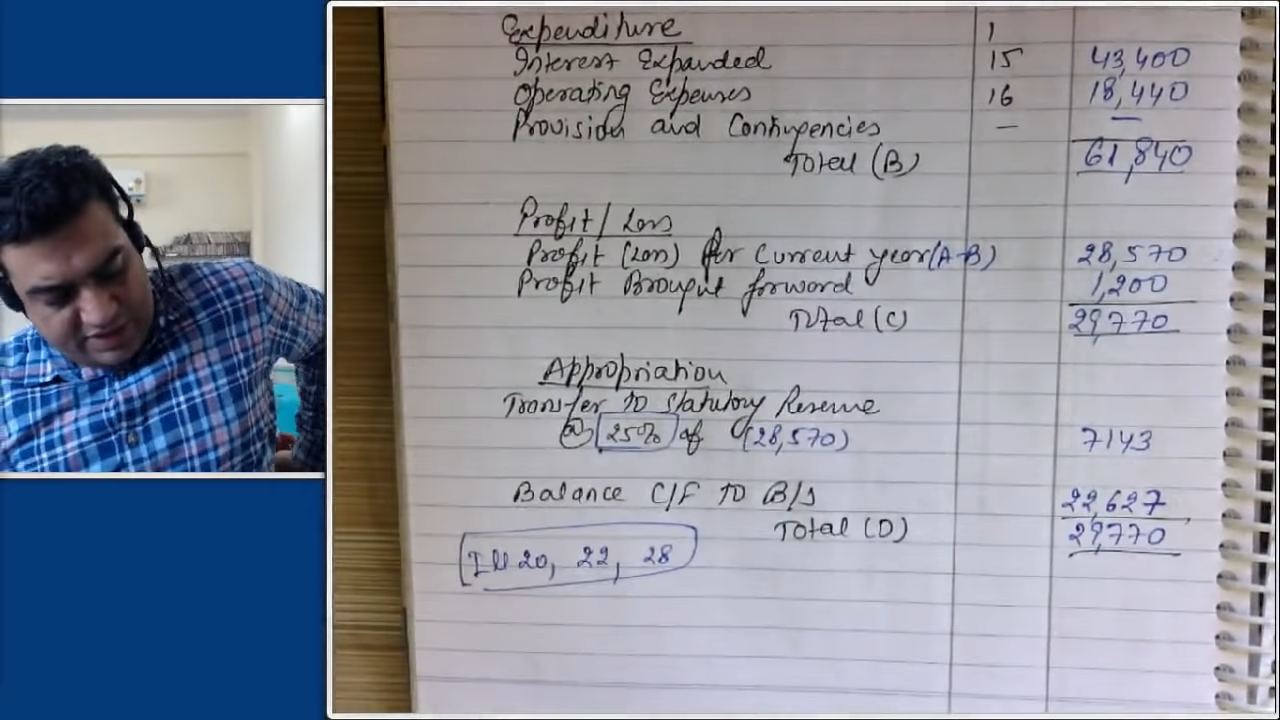 Expenditure 1
Interest Expanded 15 43,400
Operating Expenses 16 18,440
Provision and Contingencies — —
Total (B) 61,840
Profit / Loss
Profit (Loss) for Current year (A-B) 28,570
Profit Brought forward 1,200
Total (C) 29,770
Appropriation
Transfer to Statutory Reserve
@ 25% of (28,570) 7143
Balance C/F To B/S 22,627
Total (D) 29,770
Ill 20, 22, 28